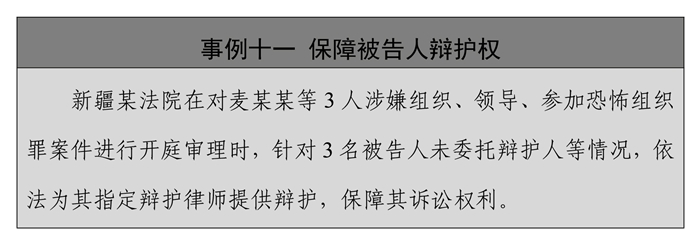 事例十一 保障被告人辩护权
新疆某法院在对麦某某等3人涉嫌组织、领导、参加恐怖组织
罪案件进行开庭审理时，针对3名被告人未委托辩护人等情况，依
法为其指定辩护律师提供辩护，保障其诉讼权利。